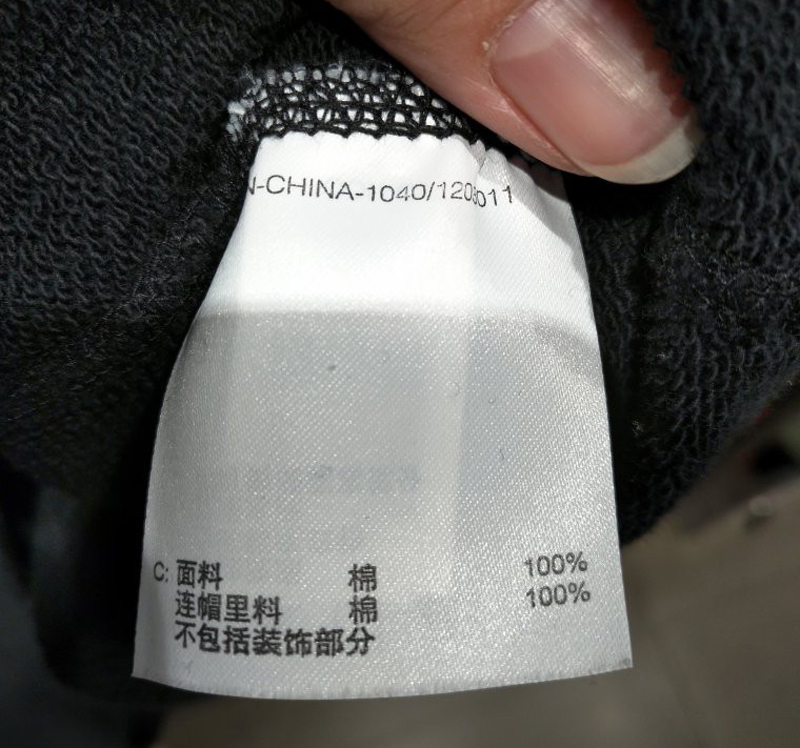 N-CHINA-1040/1209011
C: 面料 棉 100%
连帽里料 棉 100%
不包括装饰部分